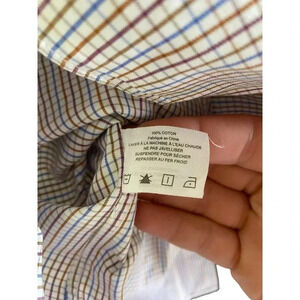 100% COTON
Fabriqué en Chine
LAVER À LA MACHINE À L'EAU CHAUDE
NE PAS JAVELLISER
SUSPENDRE POUR SÉCHER
REPASSER AU FER FROID